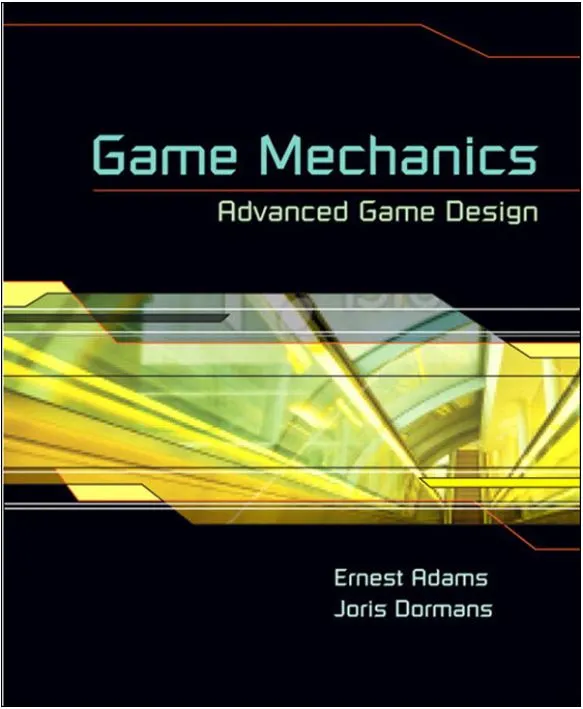 Game Mechanics
Advanced Game Design
Ernest Adams
Joris Dormans